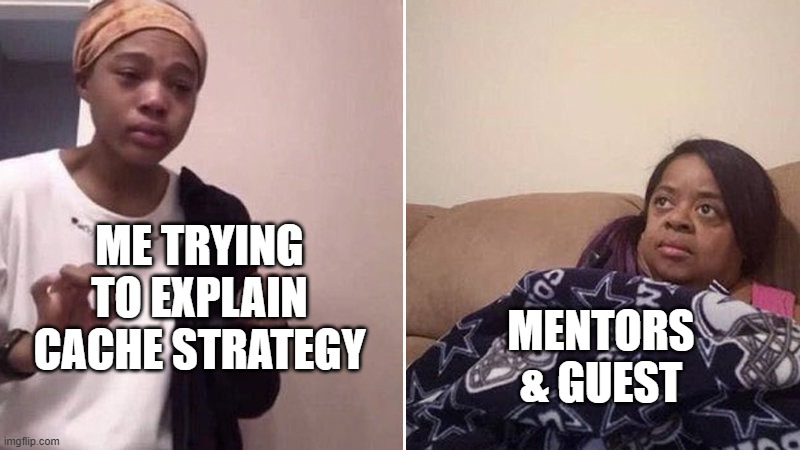 ME TRYING
TO EXPLAIN
CACHE STRATEGY
MENTORS
& GUEST
imgflip.com